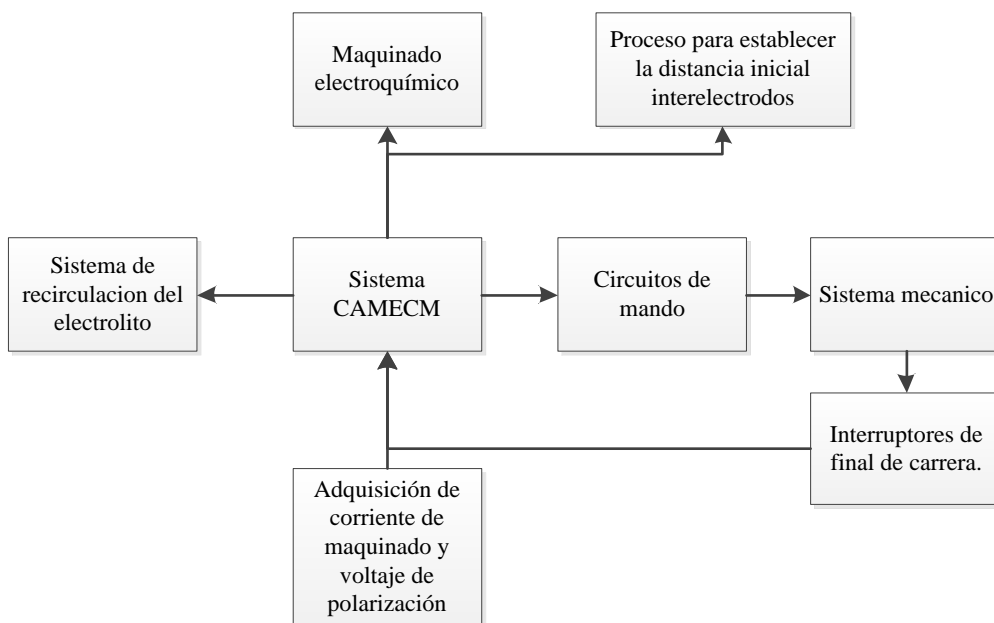 Maquinado
electroquímico
Proceso para establecer
la distancia inicial
interelectrodos
Sistema de
recirculacion del
electrolito
Sistema
CAMECM
Circuitos de
mando
Sistema mecanico
Interruptores de
final de carrera.
Adquisición de
corriente de
maquinado y
voltaje de
polarización